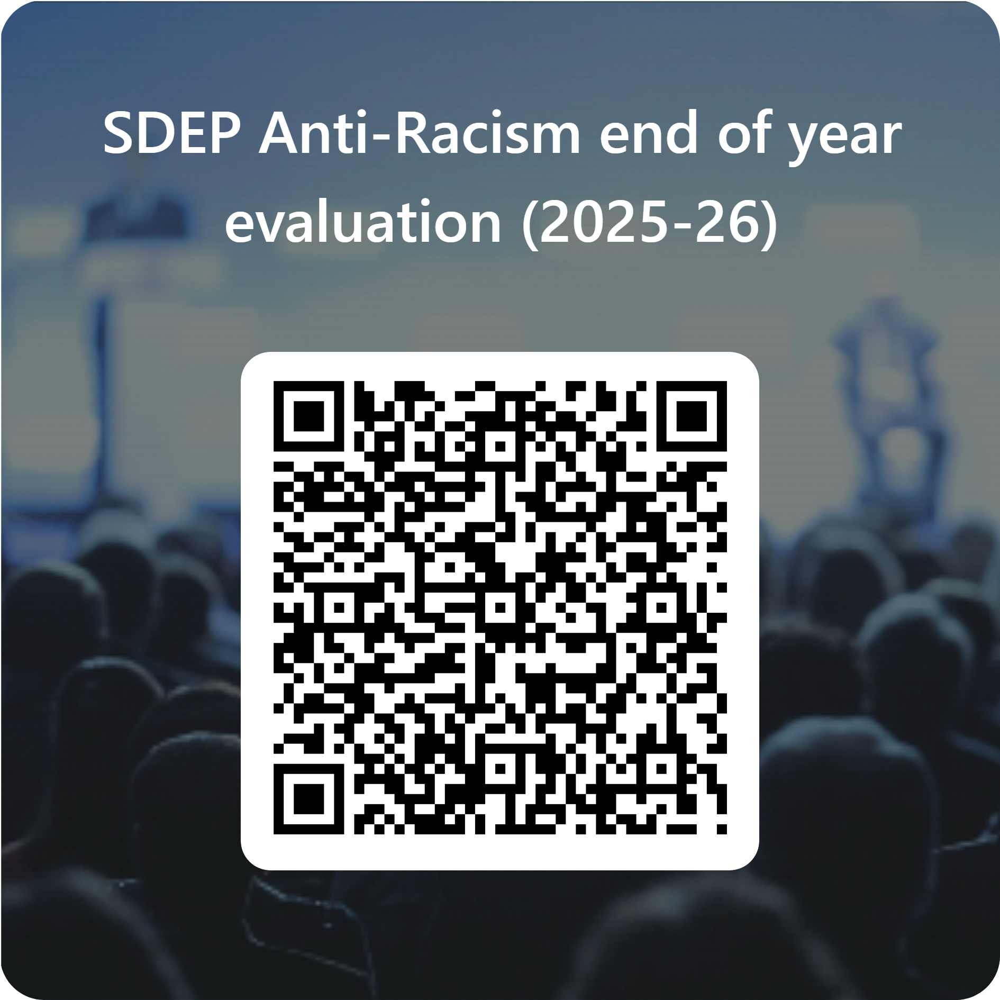 SDEP Anti-Racism end of year
evaluation (2025-26)